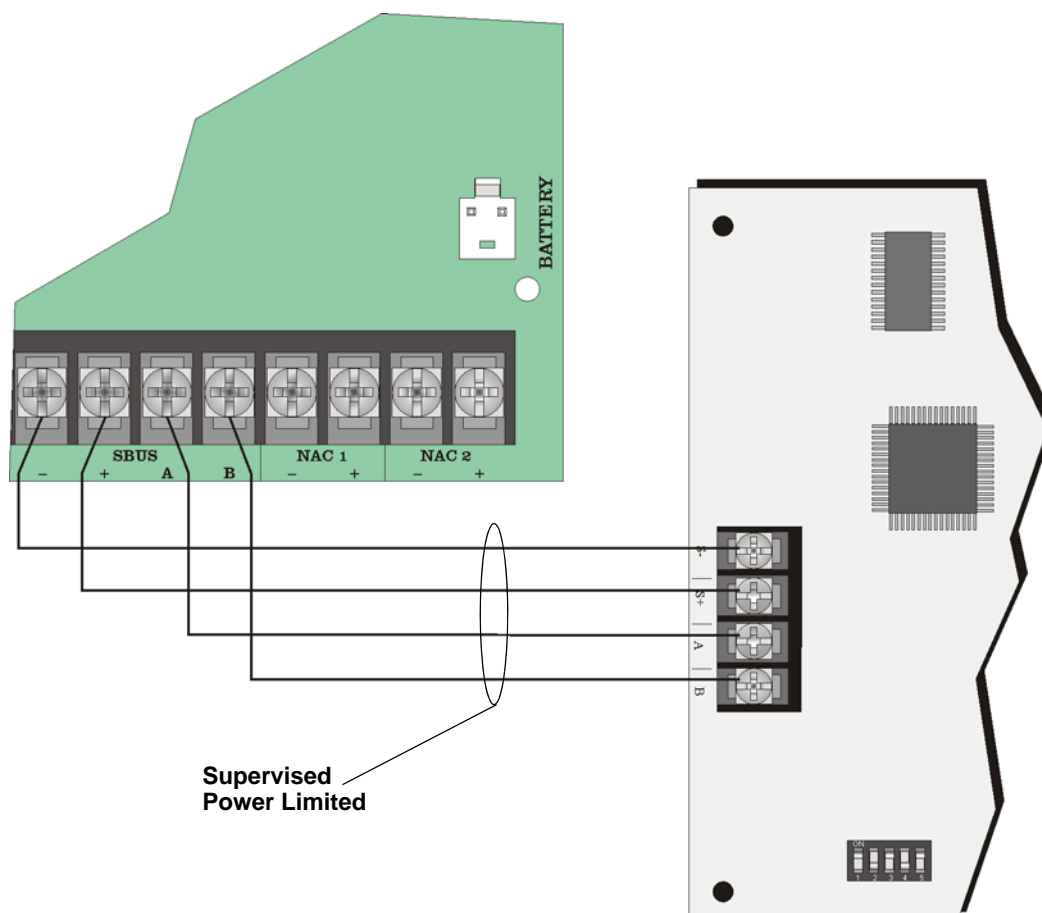 BATTERY
SBUS NAC 1 NAC 2
– + A B – + – +
S-
S+
A
B
Supervised
Power Limited
ON
1 2 3 4 5